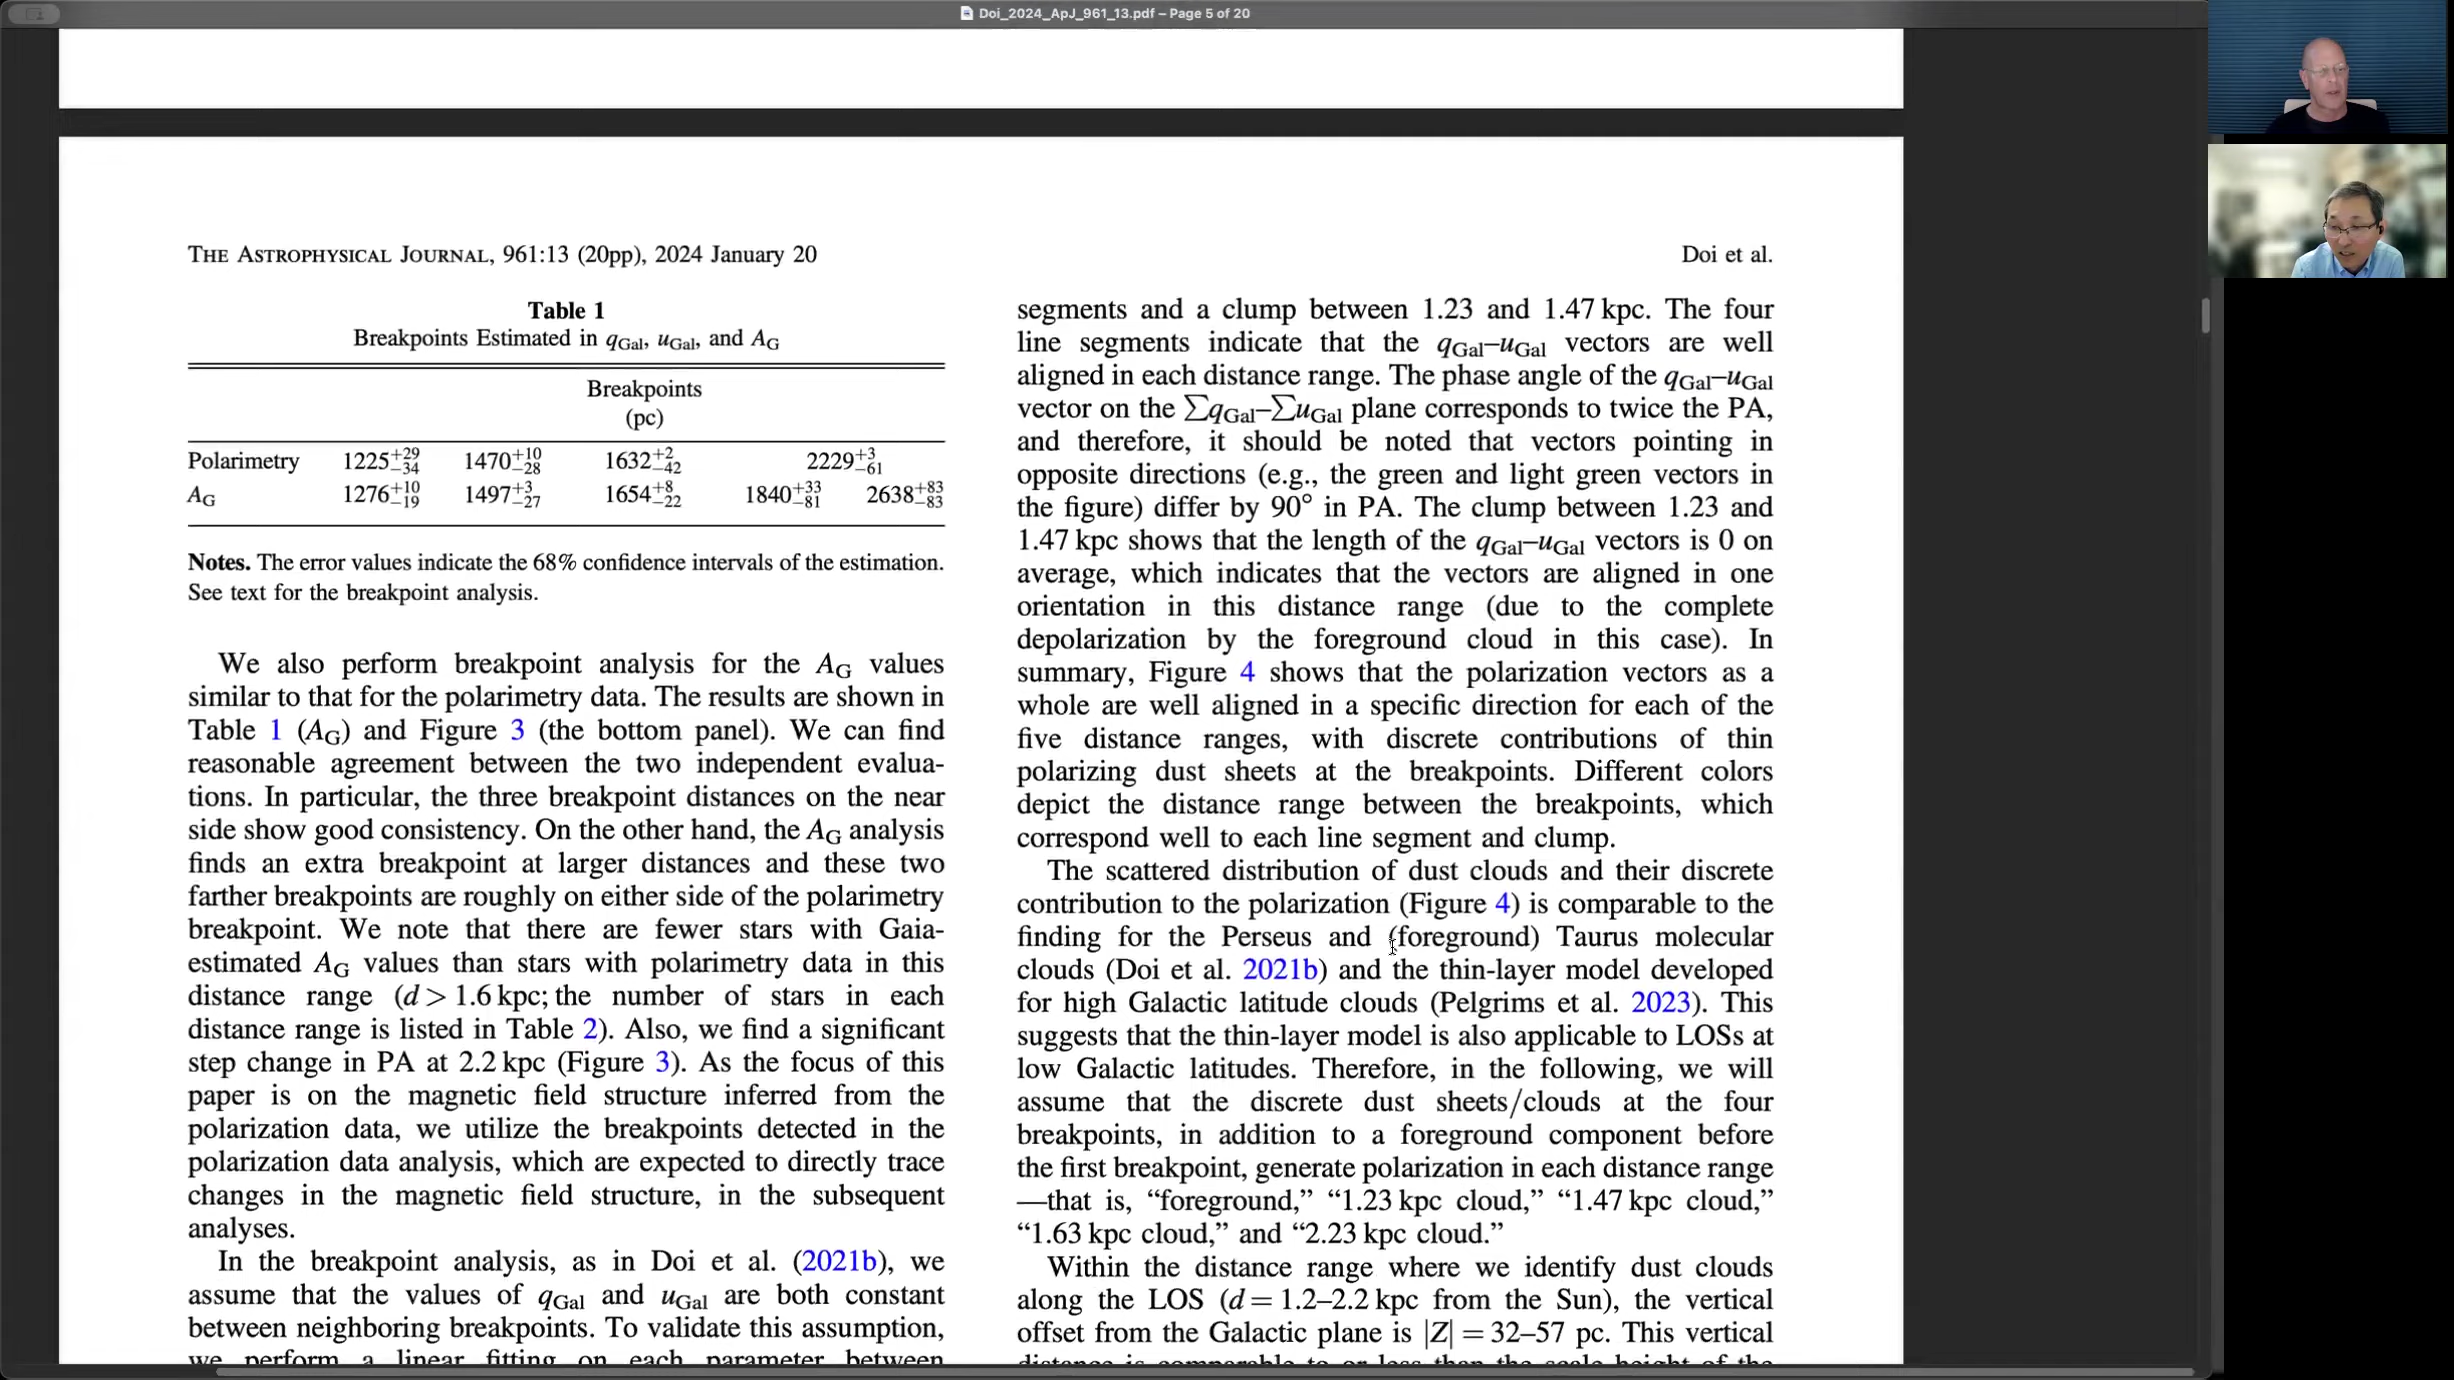 Doi_2024_ApJ_961_13.pdf – Page 5 of 20
THE ASTROPHYSICAL JOURNAL, 961:13 (20pp), 2024 January 20
Doi et al.
Table 1
Breakpoints Estimated in qGal, uGal, and AG
Breakpoints
(pc)
Polarimetry 1225+29−34 1470+10−28 1632+2−42 2229+3−61
AG 1276+10−19 1497+3−27 1654+8−22 1840+33−81 2638+83−83
Notes. The error values indicate the 68% confidence intervals of the estimation.
See text for the breakpoint analysis.
We also perform breakpoint analysis for the AG values
similar to that for the polarimetry data. The results are shown in
Table 1 (AG) and Figure 3 (the bottom panel). We can find
reasonable agreement between the two independent evalua-
tions. In particular, the three breakpoint distances on the near
side show good consistency. On the other hand, the AG analysis
finds an extra breakpoint at larger distances and these two
farther breakpoints are roughly on either side of the polarimetry
breakpoint. We note that there are fewer stars with Gaia-
estimated AG values than stars with polarimetry data in this
distance range (d > 1.6 kpc; the number of stars in each
distance range is listed in Table 2). Also, we find a significant
step change in PA at 2.2 kpc (Figure 3). As the focus of this
paper is on the magnetic field structure inferred from the
polarization data, we utilize the breakpoints detected in the
polarization data analysis, which are expected to directly trace
changes in the magnetic field structure, in the subsequent
analyses.
In the breakpoint analysis, as in Doi et al. (2021b), we
assume that the values of qGal and uGal are both constant
between neighboring breakpoints. To validate this assumption,
we perform a linear fitting on each parameter between
segments and a clump between 1.23 and 1.47 kpc. The four
line segments indicate that the qGal–uGal vectors are well
aligned in each distance range. The phase angle of the qGal–uGal
vector on the ∑qGal–∑uGal plane corresponds to twice the PA,
and therefore, it should be noted that vectors pointing in
opposite directions (e.g., the green and light green vectors in
the figure) differ by 90° in PA. The clump between 1.23 and
1.47 kpc shows that the length of the qGal–uGal vectors is 0 on
average, which indicates that the vectors are aligned in one
orientation in this distance range (due to the complete
depolarization by the foreground cloud in this case). In
summary, Figure 4 shows that the polarization vectors as a
whole are well aligned in a specific direction for each of the
five distance ranges, with discrete contributions of thin
polarizing dust sheets at the breakpoints. Different colors
depict the distance range between the breakpoints, which
correspond well to each line segment and clump.
The scattered distribution of dust clouds and their discrete
contribution to the polarization (Figure 4) is comparable to the
finding for the Perseus and (foreground) Taurus molecular
clouds (Doi et al. 2021b) and the thin-layer model developed
for high Galactic latitude clouds (Pelgrims et al. 2023). This
suggests that the thin-layer model is also applicable to LOSs at
low Galactic latitudes. Therefore, in the following, we will
assume that the discrete dust sheets/clouds at the four
breakpoints, in addition to a foreground component before
the first breakpoint, generate polarization in each distance range
—that is, “foreground,” “1.23 kpc cloud,” “1.47 kpc cloud,”
“1.63 kpc cloud,” and “2.23 kpc cloud.”
Within the distance range where we identify dust clouds
along the LOS (d = 1.2–2.2 kpc from the Sun), the vertical
offset from the Galactic plane is |Z| = 32–57 pc. This vertical
distance is comparable to or less than the scale height of the